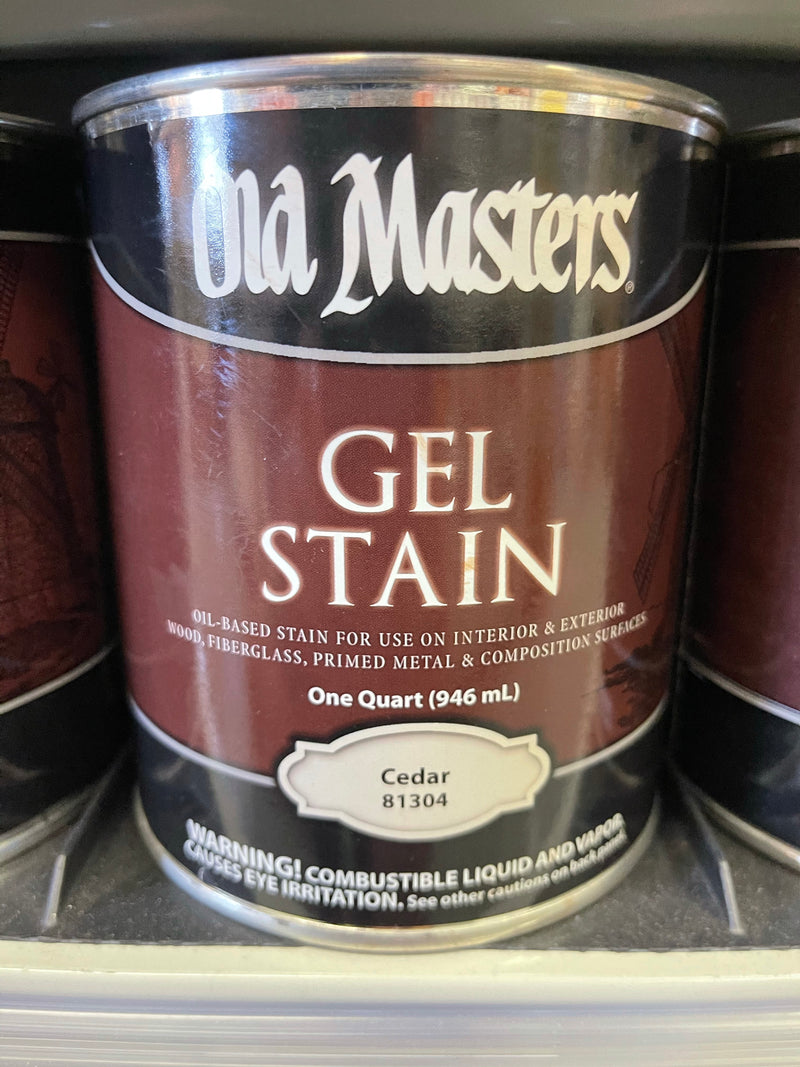 Old Masters®
GEL
STAIN
OIL-BASED STAIN FOR USE ON INTERIOR & EXTERIOR
WOOD, FIBERGLASS, PRIMED METAL & COMPOSITION SURFACES
One Quart (946 mL)
Cedar
81304
WARNING! COMBUSTIBLE LIQUID AND VAPOR
CAUSES EYE IRRITATION. See other cautions on back panel.